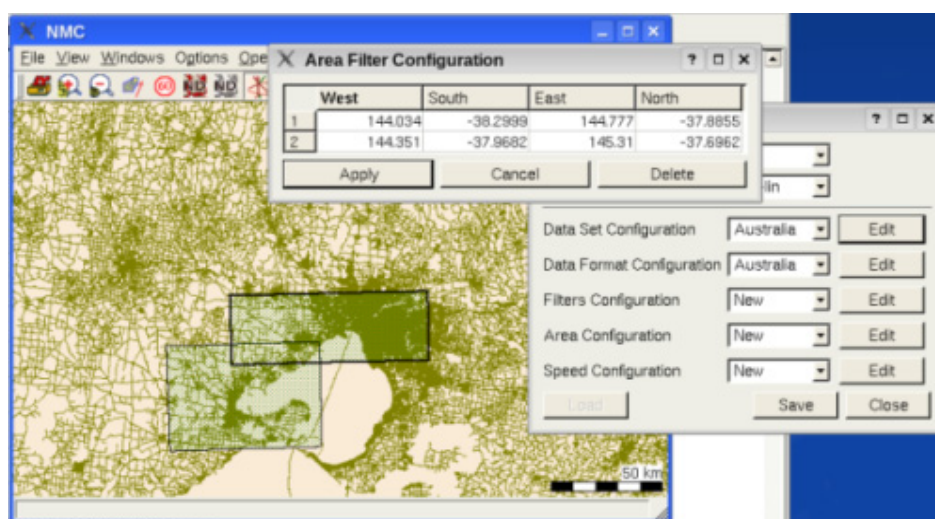 NMC
File View Windows Options Ope
Area Filter Configuration
West South East North
1 144.034 -38.2999 144.777 -37.8855
2 144.351 -37.9682 145.31 -37.6962
Apply Cancel Delete
lin
Data Set Configuration Australia Edit
Data Format Configuration Australia Edit
Filters Configuration New Edit
Area Configuration New Edit
Speed Configuration New Edit
Load Save Close
50 km